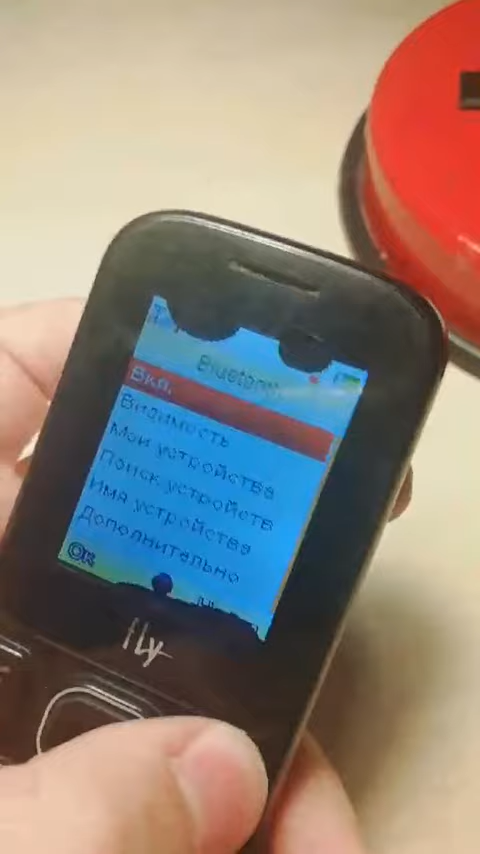 Bluetooth
Вкл.
Видимость
Мои устройства
Поиск устройств
Имя устройства
Дополнительно
OK
fly